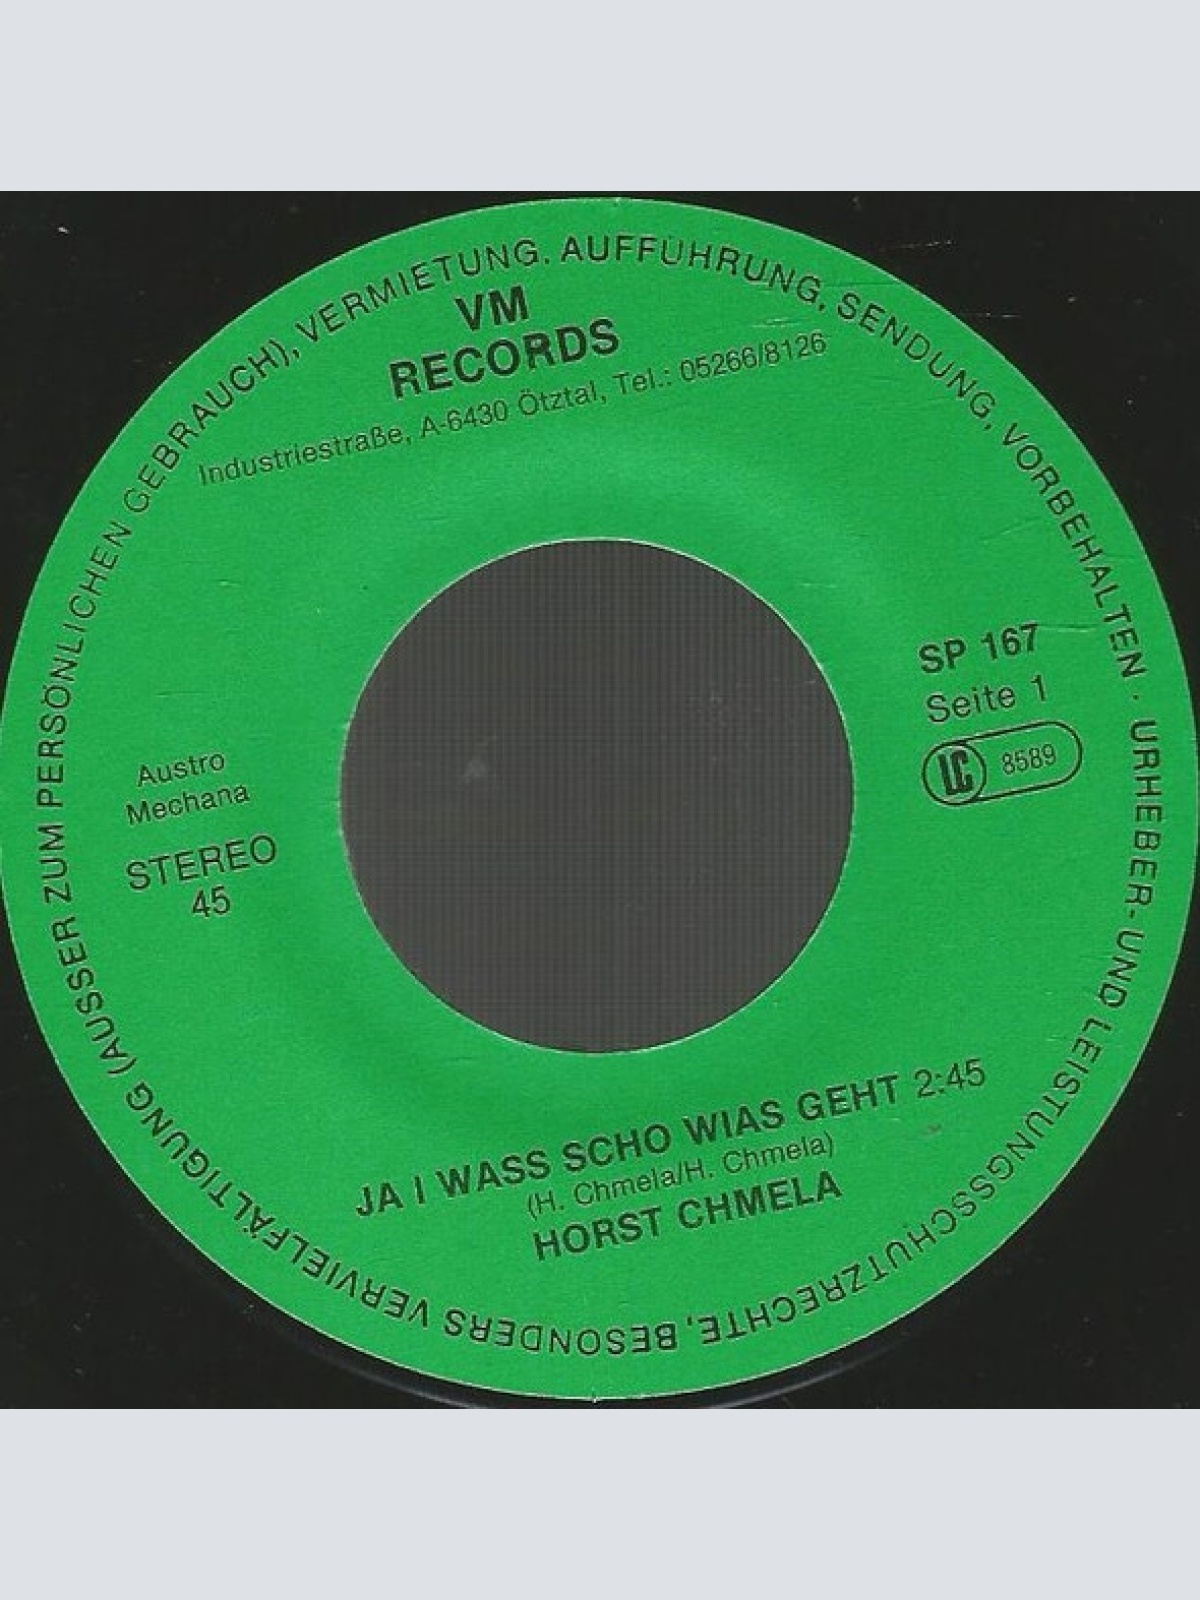 URHEBER- UND LEISTUNGSSCHUTZRECHTE, BESONDERS VERVIELFÄLTIGUNG (AUSSER ZUM PERSÖNLICHEN GEBRAUCH), VERMIETUNG, AUFFÜHRUNG, SENDUNG, VORBEHALTEN ·
VM
RECORDS
Industriestraße, A-6430 Ötztal, Tel.: 05266/8126
SP 167
Seite 1
LC 8589
Austro
Mechana
STEREO
45
JA I WASS SCHO WIAS GEHT 2:45
(H. Chmela/H. Chmela)
HORST CHMELA